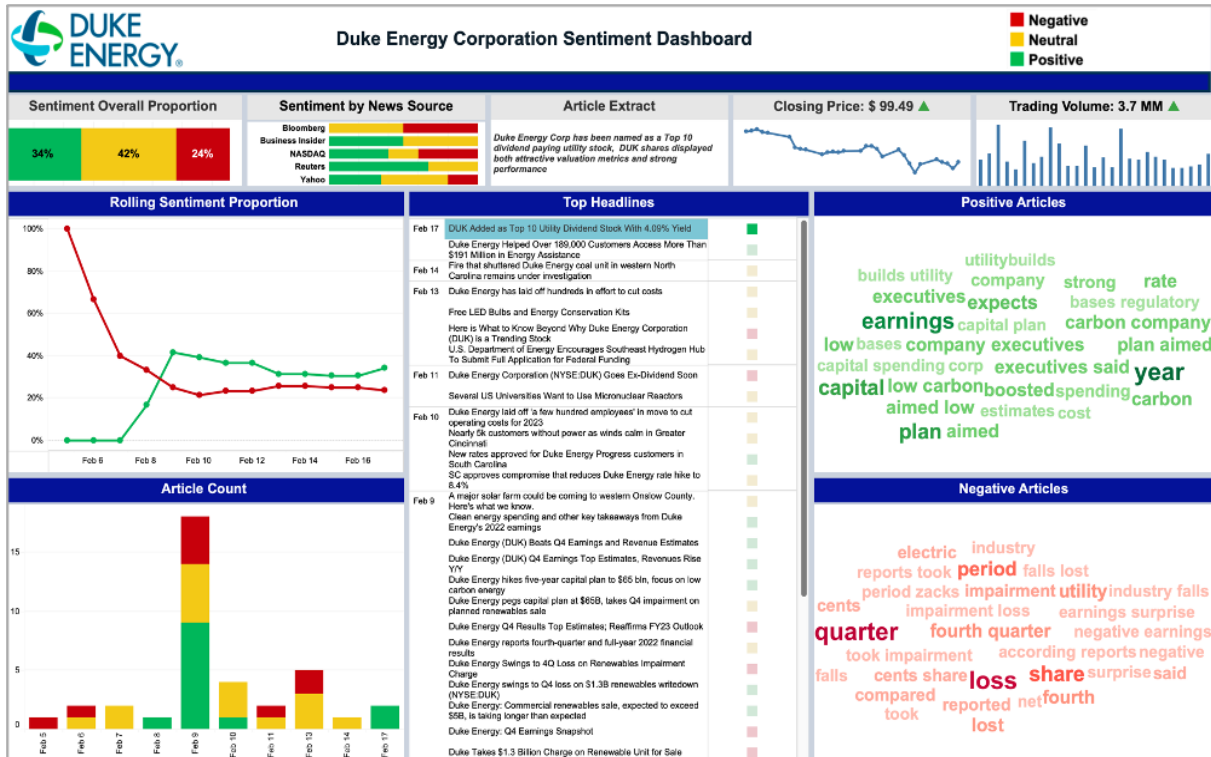 DUKE
ENERGY®
Duke Energy Corporation Sentiment Dashboard
Negative
Neutral
Positive
Sentiment Overall Proportion
34%
42%
24%
Sentiment by News Source
Bloomberg
Business Insider
NASDAQ
Reuters
Yahoo
Article Extract
Duke Energy Corp has been named as a Top 10
dividend paying utility stock, DUK shares displayed
both attractive valuation metrics and strong
performance
Closing Price: $ 99.49
Trading Volume: 3.7 MM
Rolling Sentiment Proportion
100%
80%
60%
40%
20%
0%
Feb 6 Feb 8 Feb 10 Feb 12 Feb 14 Feb 16
Article Count
15
10
5
0
Feb 5 Feb 6 Feb 7 Feb 8 Feb 9 Feb 10 Feb 11 Feb 13 Feb 14 Feb 17
Top Headlines
Feb 17 DUK Added as Top 10 Utility Dividend Stock With 4.09% Yield
Duke Energy Helped Over 189,000 Customers Access More Than
$191 Million in Energy Assistance
Feb 14 Fire that shuttered Duke Energy coal unit in western North
Carolina remains under investigation
Feb 13 Duke Energy has laid off hundreds in effort to cut costs
Free LED Bulbs and Energy Conservation Kits
Here is What to Know Beyond Why Duke Energy Corporation
(DUK) is a Trending Stock
U.S. Department of Energy Encourages Southeast Hydrogen Hub
To Submit Full Application for Federal Funding
Feb 11 Duke Energy Corporation (NYSE:DUK) Goes Ex-Dividend Soon
Several US Universities Want to Use Micronuclear Reactors
Feb 10 Duke Energy laid off 'a few hundred employees' in move to cut
operating costs for 2023
Nearly 5k customers without power as winds calm in Greater
Cincinnati
New rates approved for Duke Energy Progress customers in
South Carolina
SC approves compromise that reduces Duke Energy rate hike to
8.4%
Feb 9 A major solar farm could be coming to western Onslow County.
Here's what we know.
Clean energy spending and other key takeaways from Duke
Energy's 2022 earnings
Duke Energy (DUK) Beats Q4 Earnings and Revenue Estimates
Duke Energy (DUK) Q4 Earnings Top Estimates, Revenues Rise
Y/Y
Duke Energy hikes five-year capital plan to $65 bln, focus on low
carbon energy
Duke Energy pegs capital plan at $65B, takes Q4 impairment on
planned renewables sale
Duke Energy Q4 Results Top Estimates; Reaffirms FY23 Outlook
Duke Energy reports fourth-quarter and full-year 2022 financial
results
Duke Energy Swings to 4Q Loss on Renewables Impairment
Charge
Duke Energy swings to Q4 loss on $1.3B renewables writedown
(NYSE:DUK)
Duke Energy: Commercial renewables sale, expected to exceed
$5B, is taking longer than expected
Duke Energy: Q4 Earnings Snapshot
Duke Takes $1.3 Billion Charge on Renewable Unit for Sale
Positive Articles
utilitybuilds
builds utility company strong rate
executives expects bases regulatory
earnings capital plan carbon company
low bases company executives plan aimed
capital spending corp executives said year
capital low carbon boosted spending carbon
aimed low estimates cost
plan aimed
Negative Articles
electric industry
reports took period falls lost
period zacks impairment utility industry falls
cents impairment loss earnings surprise
quarter fourth quarter negative earnings
took impairment according reports negative
falls cents share loss share surprise said
compared reported net fourth
took lost